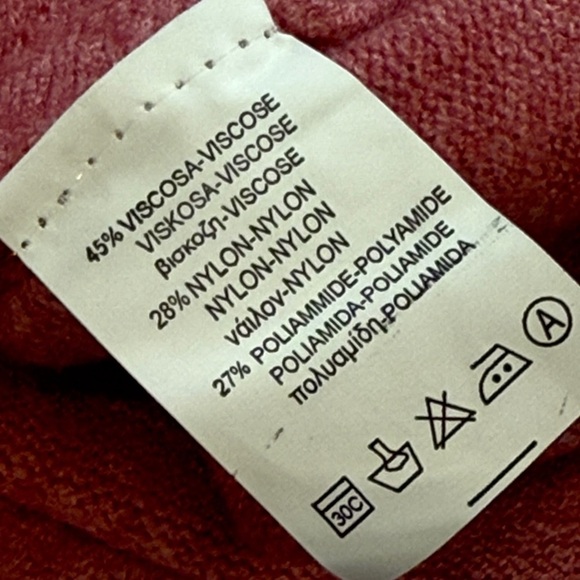 45% VISCOSA-VISCOSE
VISKOSA-VISCOSE
βισκοζη-VISCOSE
28% NYLON-NYLON
NYLON-NYLON
νάιλον-NYLON
27% POLIAMMIDE-POLYAMIDE
POLIAMIDA-POLIAMIDE
πολυαμίδη-POLIAMIDA
30C
A